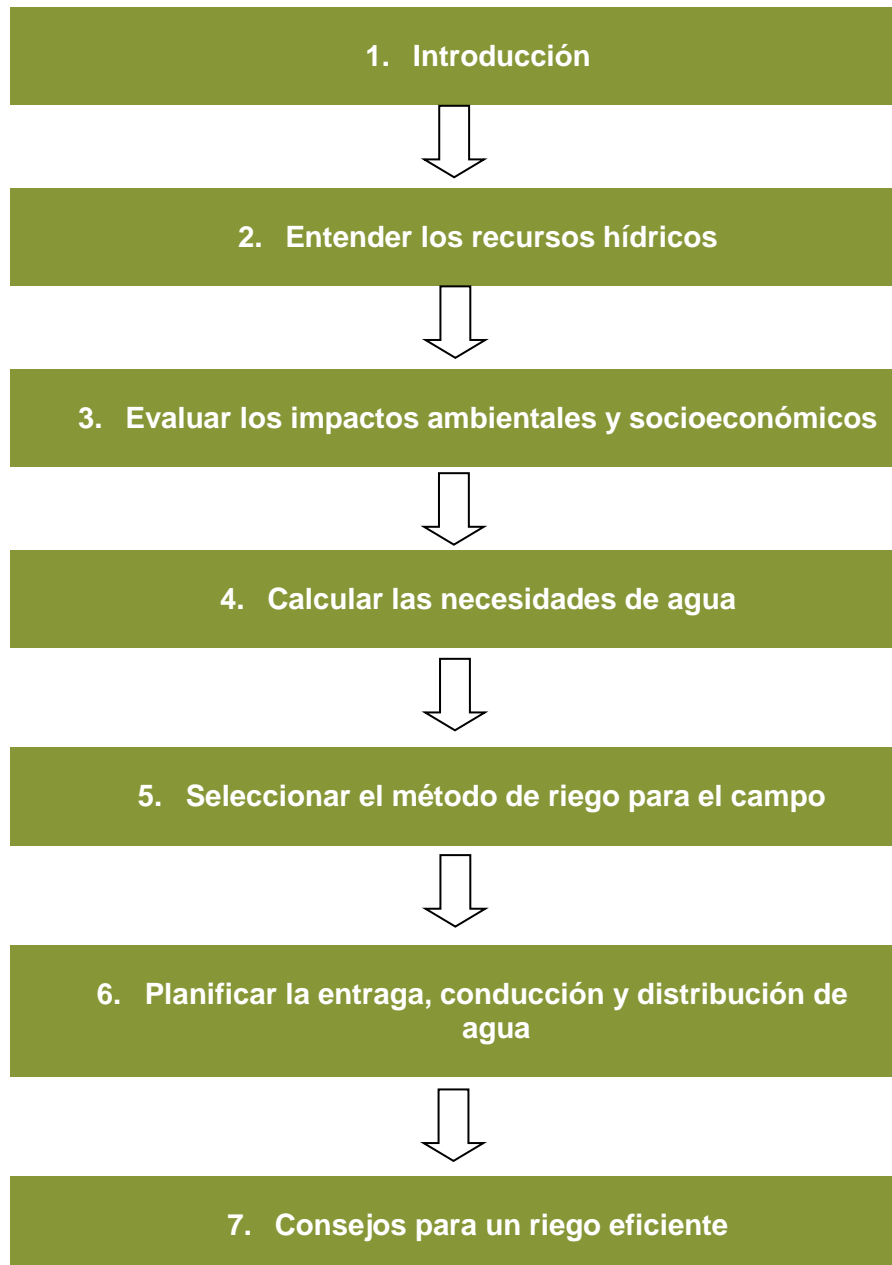 1. Introducción
2. Entender los recursos hídricos
3. Evaluar los impactos ambientales y socioeconómicos
4. Calcular las necesidades de agua
5. Seleccionar el método de riego para el campo
6. Planificar la entraga, conducción y distribución de
agua
7. Consejos para un riego eficiente